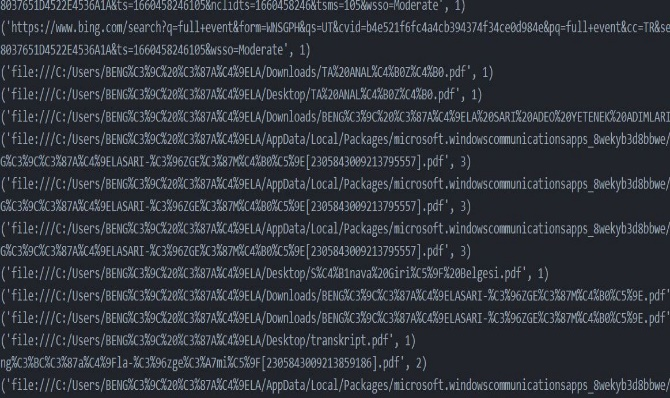 8037651D4522E4536A1A&ts=1660458246105&nclidts=1660458246&tsms=105&wsso=Moderate', 1)
('https://www.bing.com/search?q=full+event&form=WNSGPH&qs=UT&cvid=b4e521f6fc4a4cb394374f34ce0d984e&pq=full+event&cc=TR&se
8037651D4522E4536A1A&ts=1660458246105&wsso=Moderate', 1)
('file:///C:/Users/BENG%C3%9C%20%C3%87A%C4%9ELA/Downloads/TA%20ANAL%C4%B0Z%C4%B0.pdf', 1)
('file:///C:/Users/BENG%C3%9C%20%C3%87A%C4%9ELA/Desktop/TA%20ANAL%C4%B0Z%C4%B0.pdf', 1)
('file:///C:/Users/BENG%C3%9C%20%C3%87A%C4%9ELA/Downloads/BENG%C3%9C%20%C3%87A%C4%9ELA%20SARI%20ADEO%20YETENEK%20ADIMLARI
('file:///C:/Users/BENG%C3%9C%20%C3%87A%C4%9ELA/AppData/Local/Packages/microsoft.windowscommunicationsapps_8wekyb3d8bbwe/
G%C3%9C%C3%87A%C4%9ELASARI-%C3%96ZGE%C3%87M%C4%B0%C5%9E[2305843009213795557].pdf', 3)
('file:///C:/Users/BENG%C3%9C%20%C3%87A%C4%9ELA/AppData/Local/Packages/microsoft.windowscommunicationsapps_8wekyb3d8bbwe/
G%C3%9C%C3%87A%C4%9ELASARI-%C3%96ZGE%C3%87M%C4%B0%C5%9E[2305843009213795557].pdf', 3)
('file:///C:/Users/BENG%C3%9C%20%C3%87A%C4%9ELA/AppData/Local/Packages/microsoft.windowscommunicationsapps_8wekyb3d8bbwe/
G%C3%9C%C3%87A%C4%9ELASARI-%C3%96ZGE%C3%87M%C4%B0%C5%9E[2305843009213795557].pdf', 3)
('file:///C:/Users/BENG%C3%9C%20%C3%87A%C4%9ELA/Desktop/S%C4%B1nava%20Giri%C5%9F%20Belgesi.pdf', 1)
('file:///C:/Users/BENG%C3%9C%20%C3%87A%C4%9ELA/Downloads/BENG%C3%9C%C3%87A%C4%9ELASARI-%C3%96ZGE%C3%87M%C4%B0%C5%9E.pdf'
('file:///C:/Users/BENG%C3%9C%20%C3%87A%C4%9ELA/Downloads/BENG%C3%9C%C3%87A%C4%9ELASARI-%C3%96ZGE%C3%87M%C4%B0%C5%9E.pdf'
('file:///C:/Users/BENG%C3%9C%20%C3%87A%C4%9ELA/Desktop/transkript.pdf', 1)
ng%C3%BC%C3%87a%C4%9Fla-%C3%96zge%C3%A7mi%C5%9F[2305843009213859186].pdf', 2)
('file:///C:/Users/BENG%C3%9C%20%C3%87A%C4%9ELA/AppData/Local/Packages/microsoft.windowscommunicationsapps_8wekyb3d8bbwe/